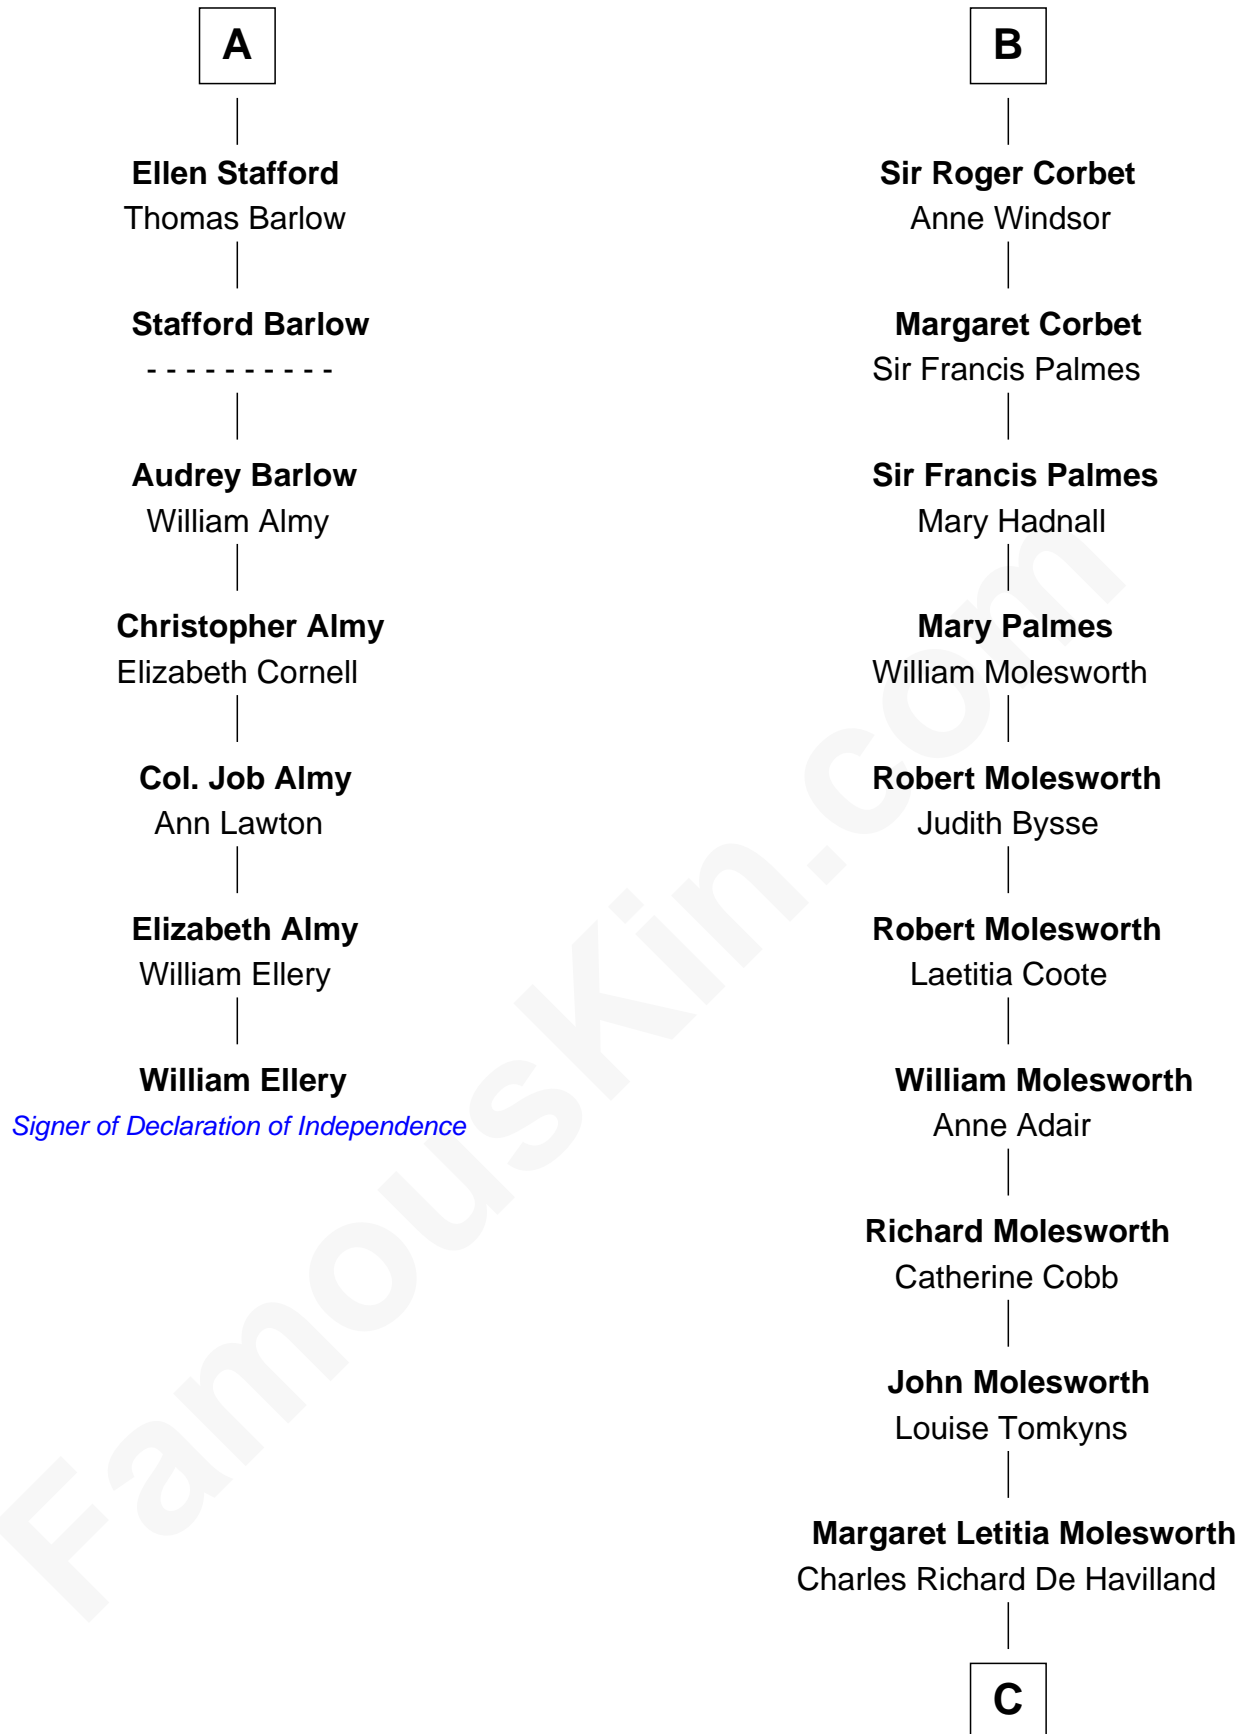 A
Ellen Stafford
Thomas Barlow
Stafford Barlow
- - - - - - - - - -
Audrey Barlow
William Almy
Christopher Almy
Elizabeth Cornell
Col. Job Almy
Ann Lawton
Elizabeth Almy
William Ellery
William Ellery
Signer of Declaration of Independence
B
Sir Roger Corbet
Anne Windsor
Margaret Corbet
Sir Francis Palmes
Sir Francis Palmes
Mary Hadnall
Mary Palmes
William Molesworth
Robert Molesworth
Judith Bysse
Robert Molesworth
Laetitia Coote
William Molesworth
Anne Adair
Richard Molesworth
Catherine Cobb
John Molesworth
Louise Tomkyns
Margaret Letitia Molesworth
Charles Richard De Havilland
C
FamousKin.com